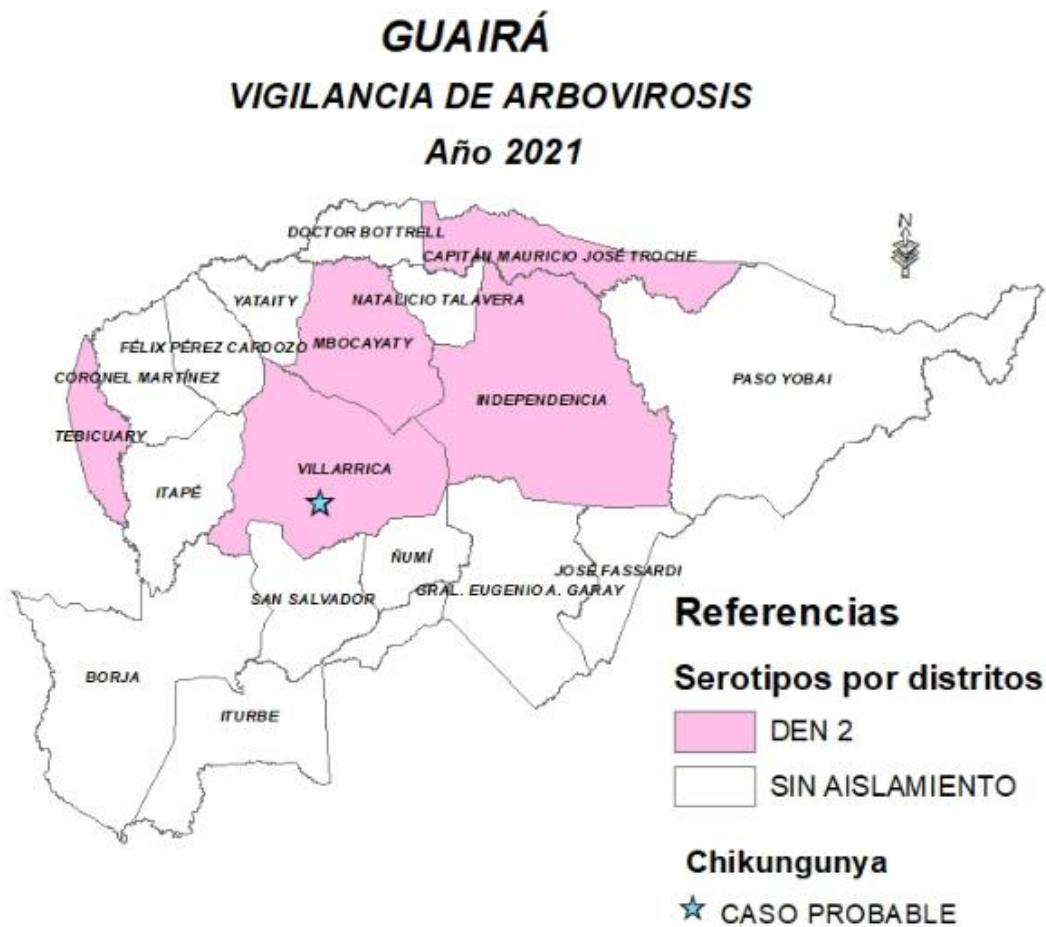 GUAIRÁ
VIGILANCIA DE ARBOVIROSIS
Año 2021
N
DOCTOR BOTTRELL
CAPITÁN MAURICIO JOSÉ TROCHE
YATAITY
NATALICIO TALAVERA
FÉLIX PÉREZ CARDOZO
MBOCAYATY
CORONEL MARTÍNEZ
PASO YOBAI
INDEPENDENCIA
TEBICUARY
VILLARRICA
ITAPÉ
ÑUMÍ
JOSÉ FASSARDI
GRAL. EUGENIO A. GARAY
SAN SALVADOR
BORJA
ITURBE
Referencias
Serotipos por distritos
DEN 2
SIN AISLAMIENTO
Chikungunya
CASO PROBABLE